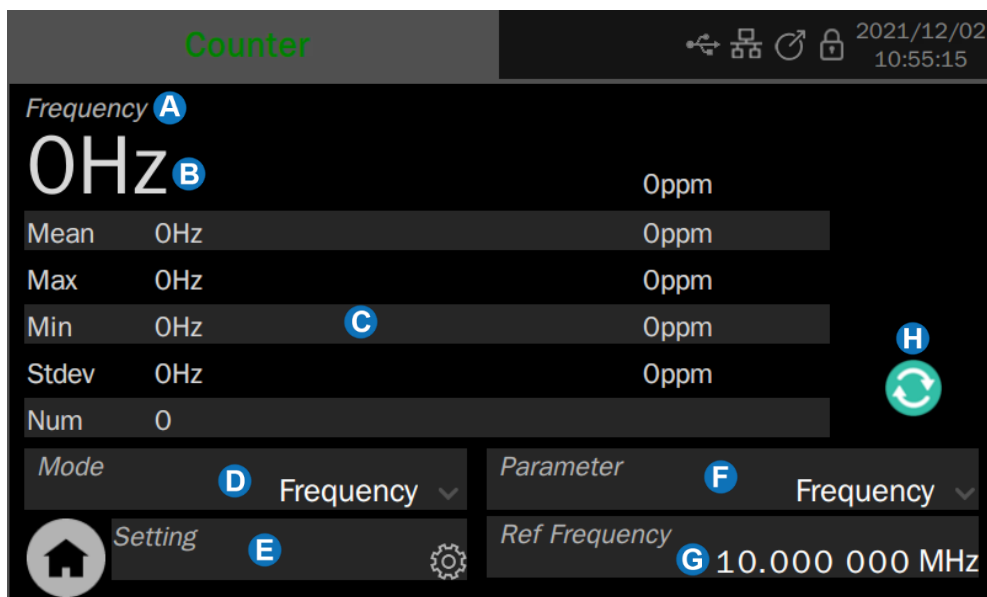 Counter
2021/12/02
10:55:15
Frequency A
0Hz B 0ppm
Mean 0Hz 0ppm
Max 0Hz 0ppm
Min 0Hz C 0ppm
H
Stdev 0Hz 0ppm
Num 0
Mode D Frequency
Parameter F Frequency
Setting E
Ref Frequency G 10.000 000 MHz